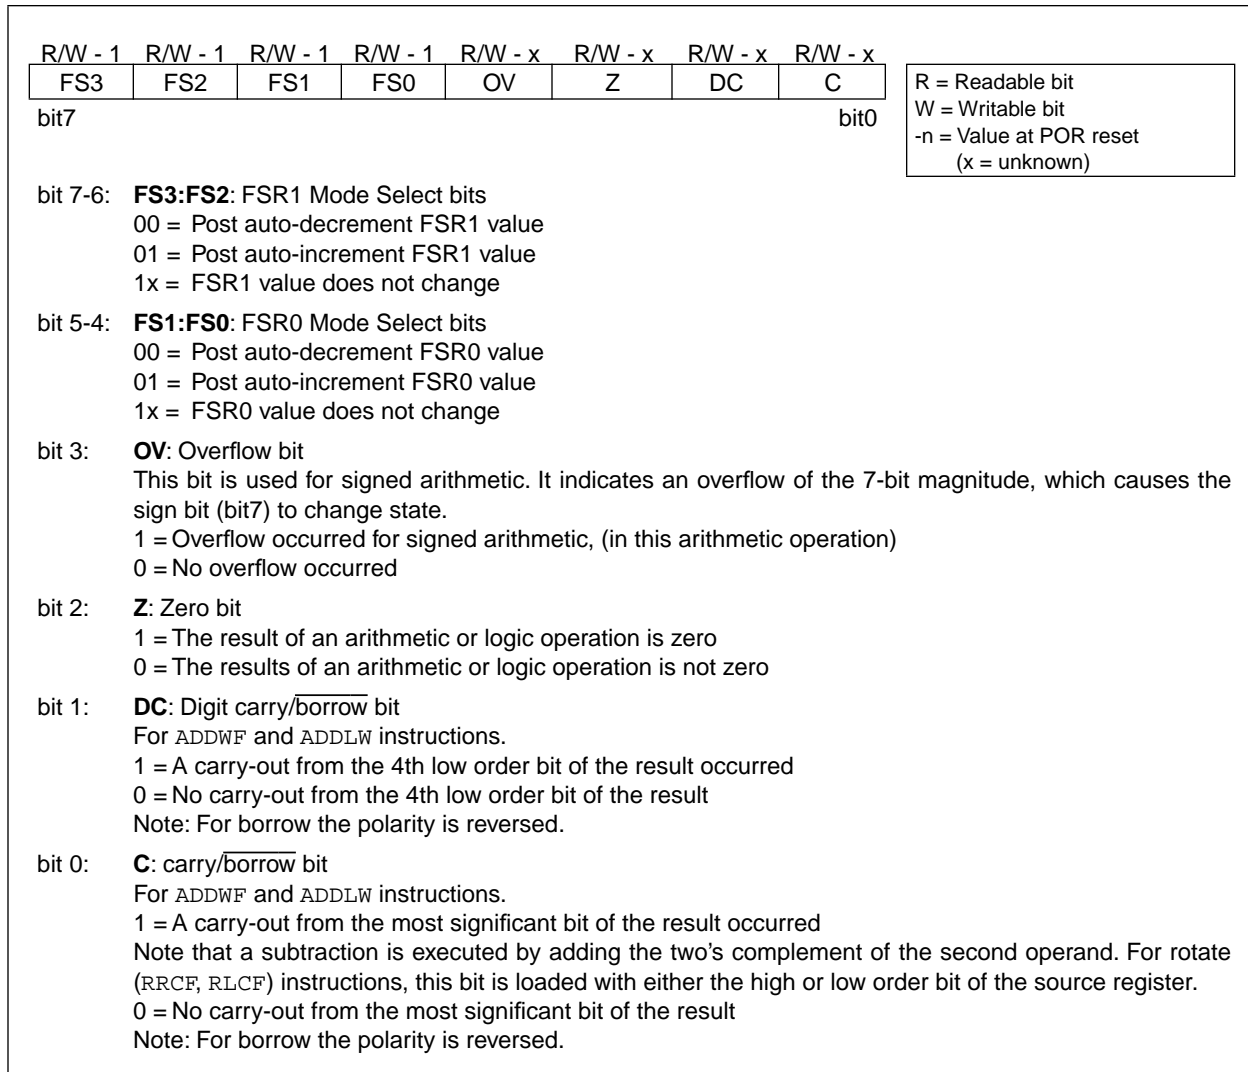 R/W - 1 R/W - 1 R/W - 1 R/W - 1 R/W - x R/W - x R/W - x R/W - x
FS3 FS2 FS1 FS0 OV Z DC C
bit7 bit0
R = Readable bit
W = Writable bit
-n = Value at POR reset
(x = unknown)
bit 7-6: FS3:FS2: FSR1 Mode Select bits
00 = Post auto-decrement FSR1 value
01 = Post auto-increment FSR1 value
1x = FSR1 value does not change
bit 5-4: FS1:FS0: FSR0 Mode Select bits
00 = Post auto-decrement FSR0 value
01 = Post auto-increment FSR0 value
1x = FSR0 value does not change
bit 3: OV: Overflow bit
This bit is used for signed arithmetic. It indicates an overflow of the 7-bit magnitude, which causes the
sign bit (bit7) to change state.
1 = Overflow occurred for signed arithmetic, (in this arithmetic operation)
0 = No overflow occurred
bit 2: Z: Zero bit
1 = The result of an arithmetic or logic operation is zero
0 = The results of an arithmetic or logic operation is not zero
bit 1: DC: Digit carry/borrow bit
For ADDWF and ADDLW instructions.
1 = A carry-out from the 4th low order bit of the result occurred
0 = No carry-out from the 4th low order bit of the result
Note: For borrow the polarity is reversed.
bit 0: C: carry/borrow bit
For ADDWF and ADDLW instructions.
1 = A carry-out from the most significant bit of the result occurred
Note that a subtraction is executed by adding the two's complement of the second operand. For rotate
(RRCF, RLCF) instructions, this bit is loaded with either the high or low order bit of the source register.
0 = No carry-out from the most significant bit of the result
Note: For borrow the polarity is reversed.